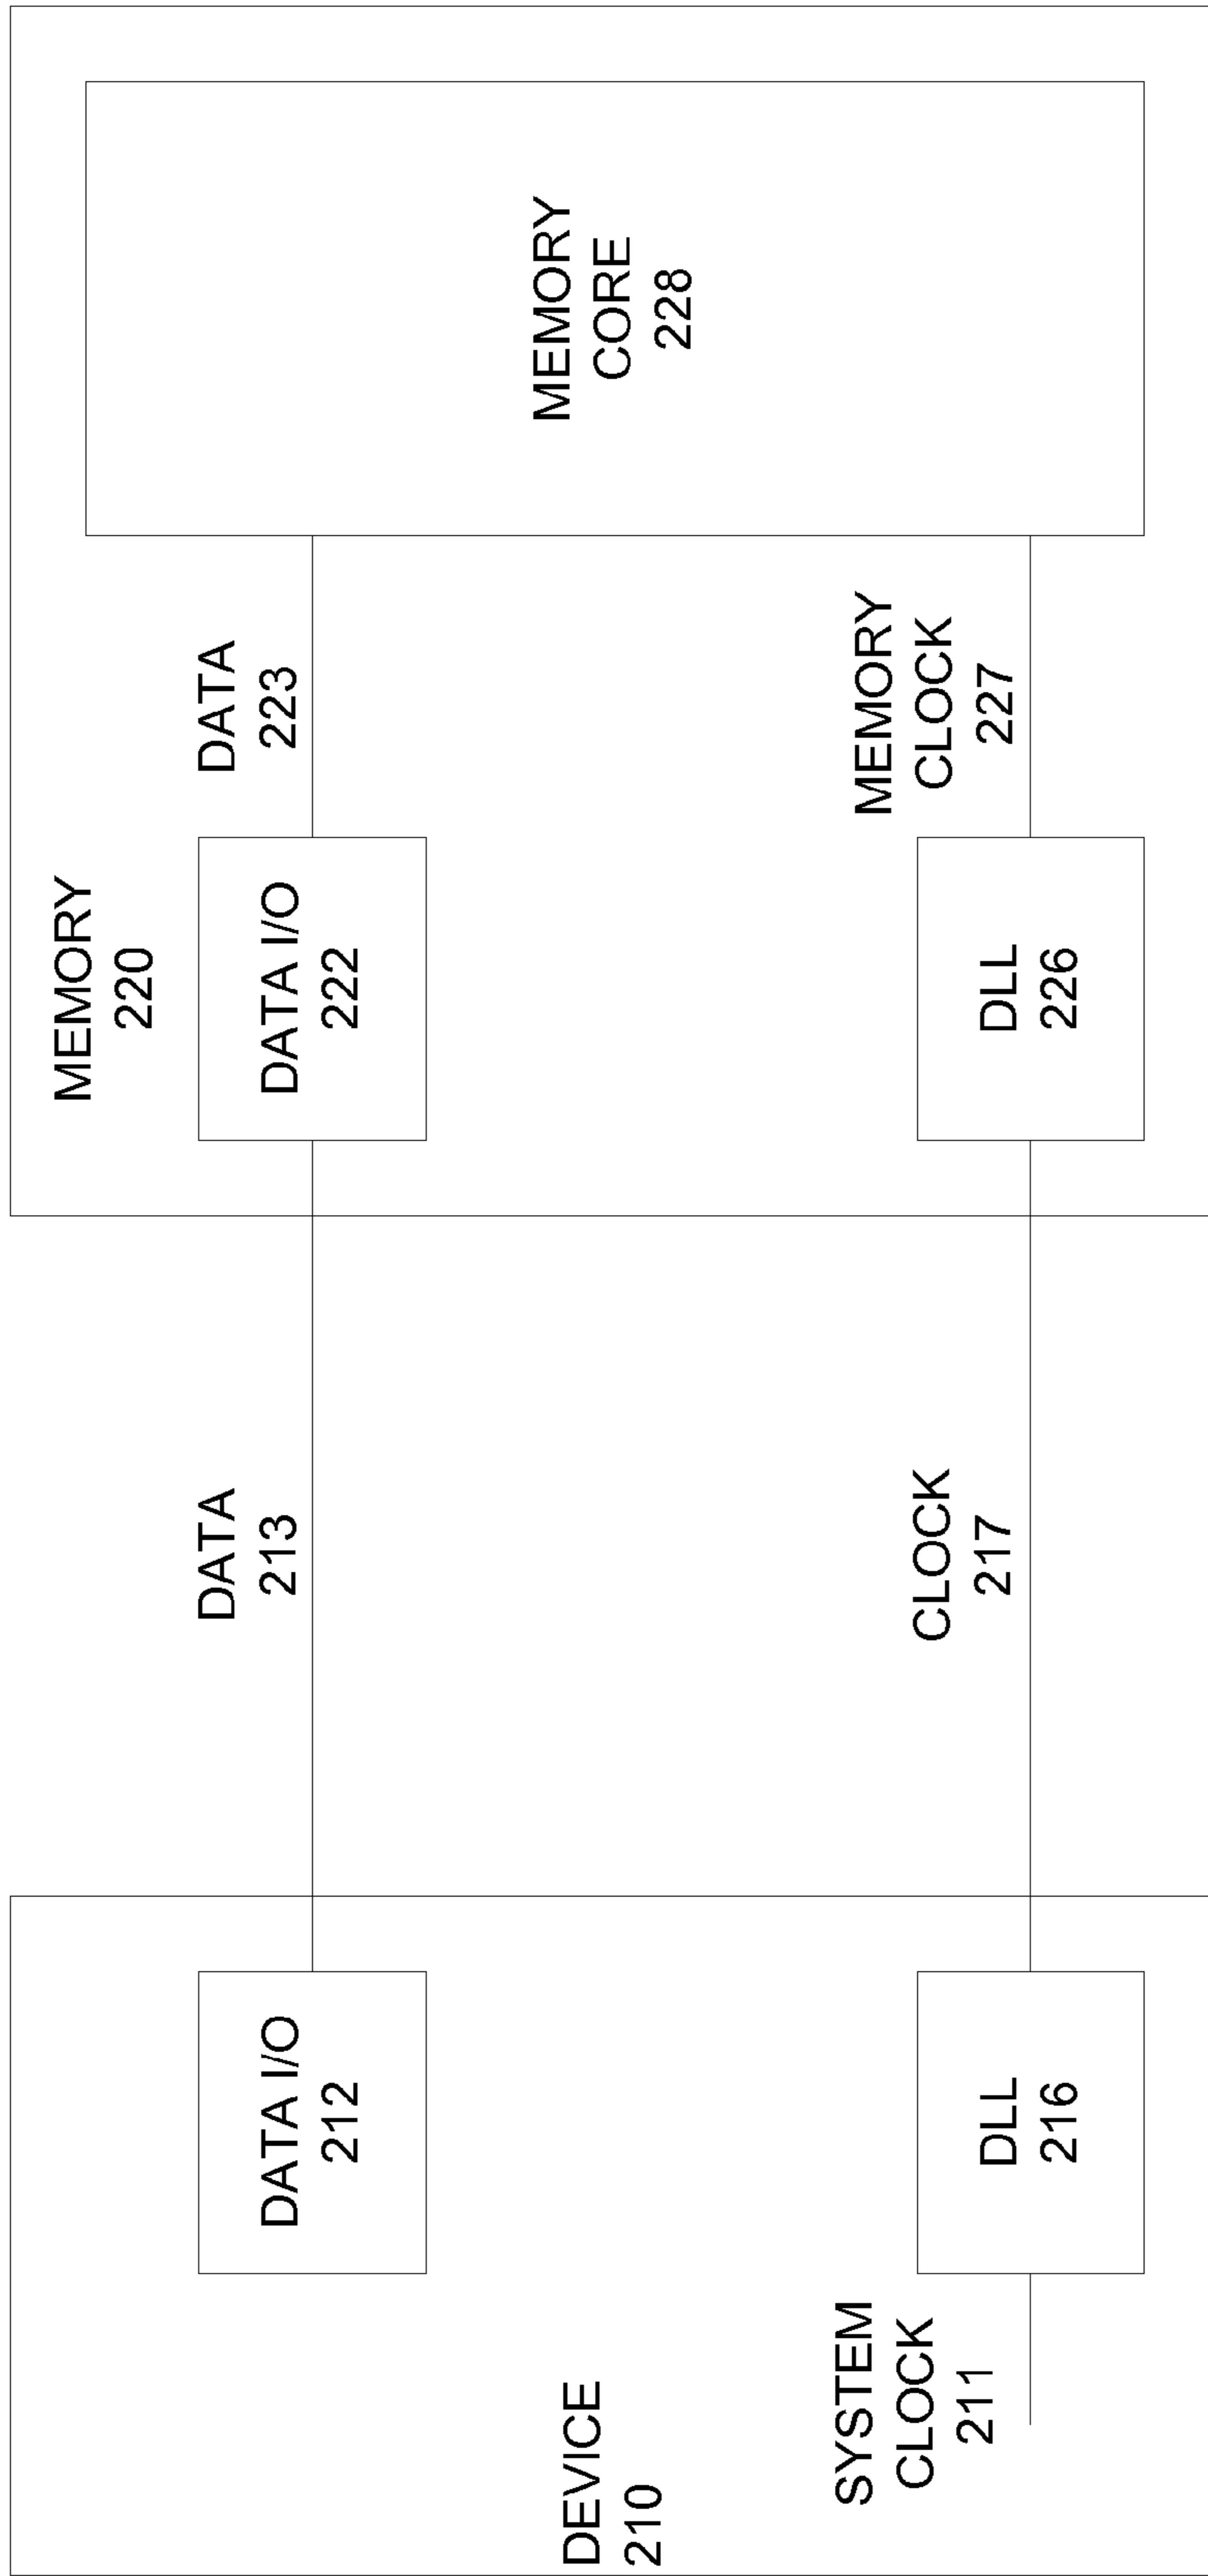 DEVICE
210
SYSTEM
CLOCK
211
DATA I/O
212
DLL
216
DATA
213
CLOCK
217
MEMORY
220
DATA I/O
222
DLL
226
DATA
223
MEMORY
CLOCK
227
MEMORY
CORE
228